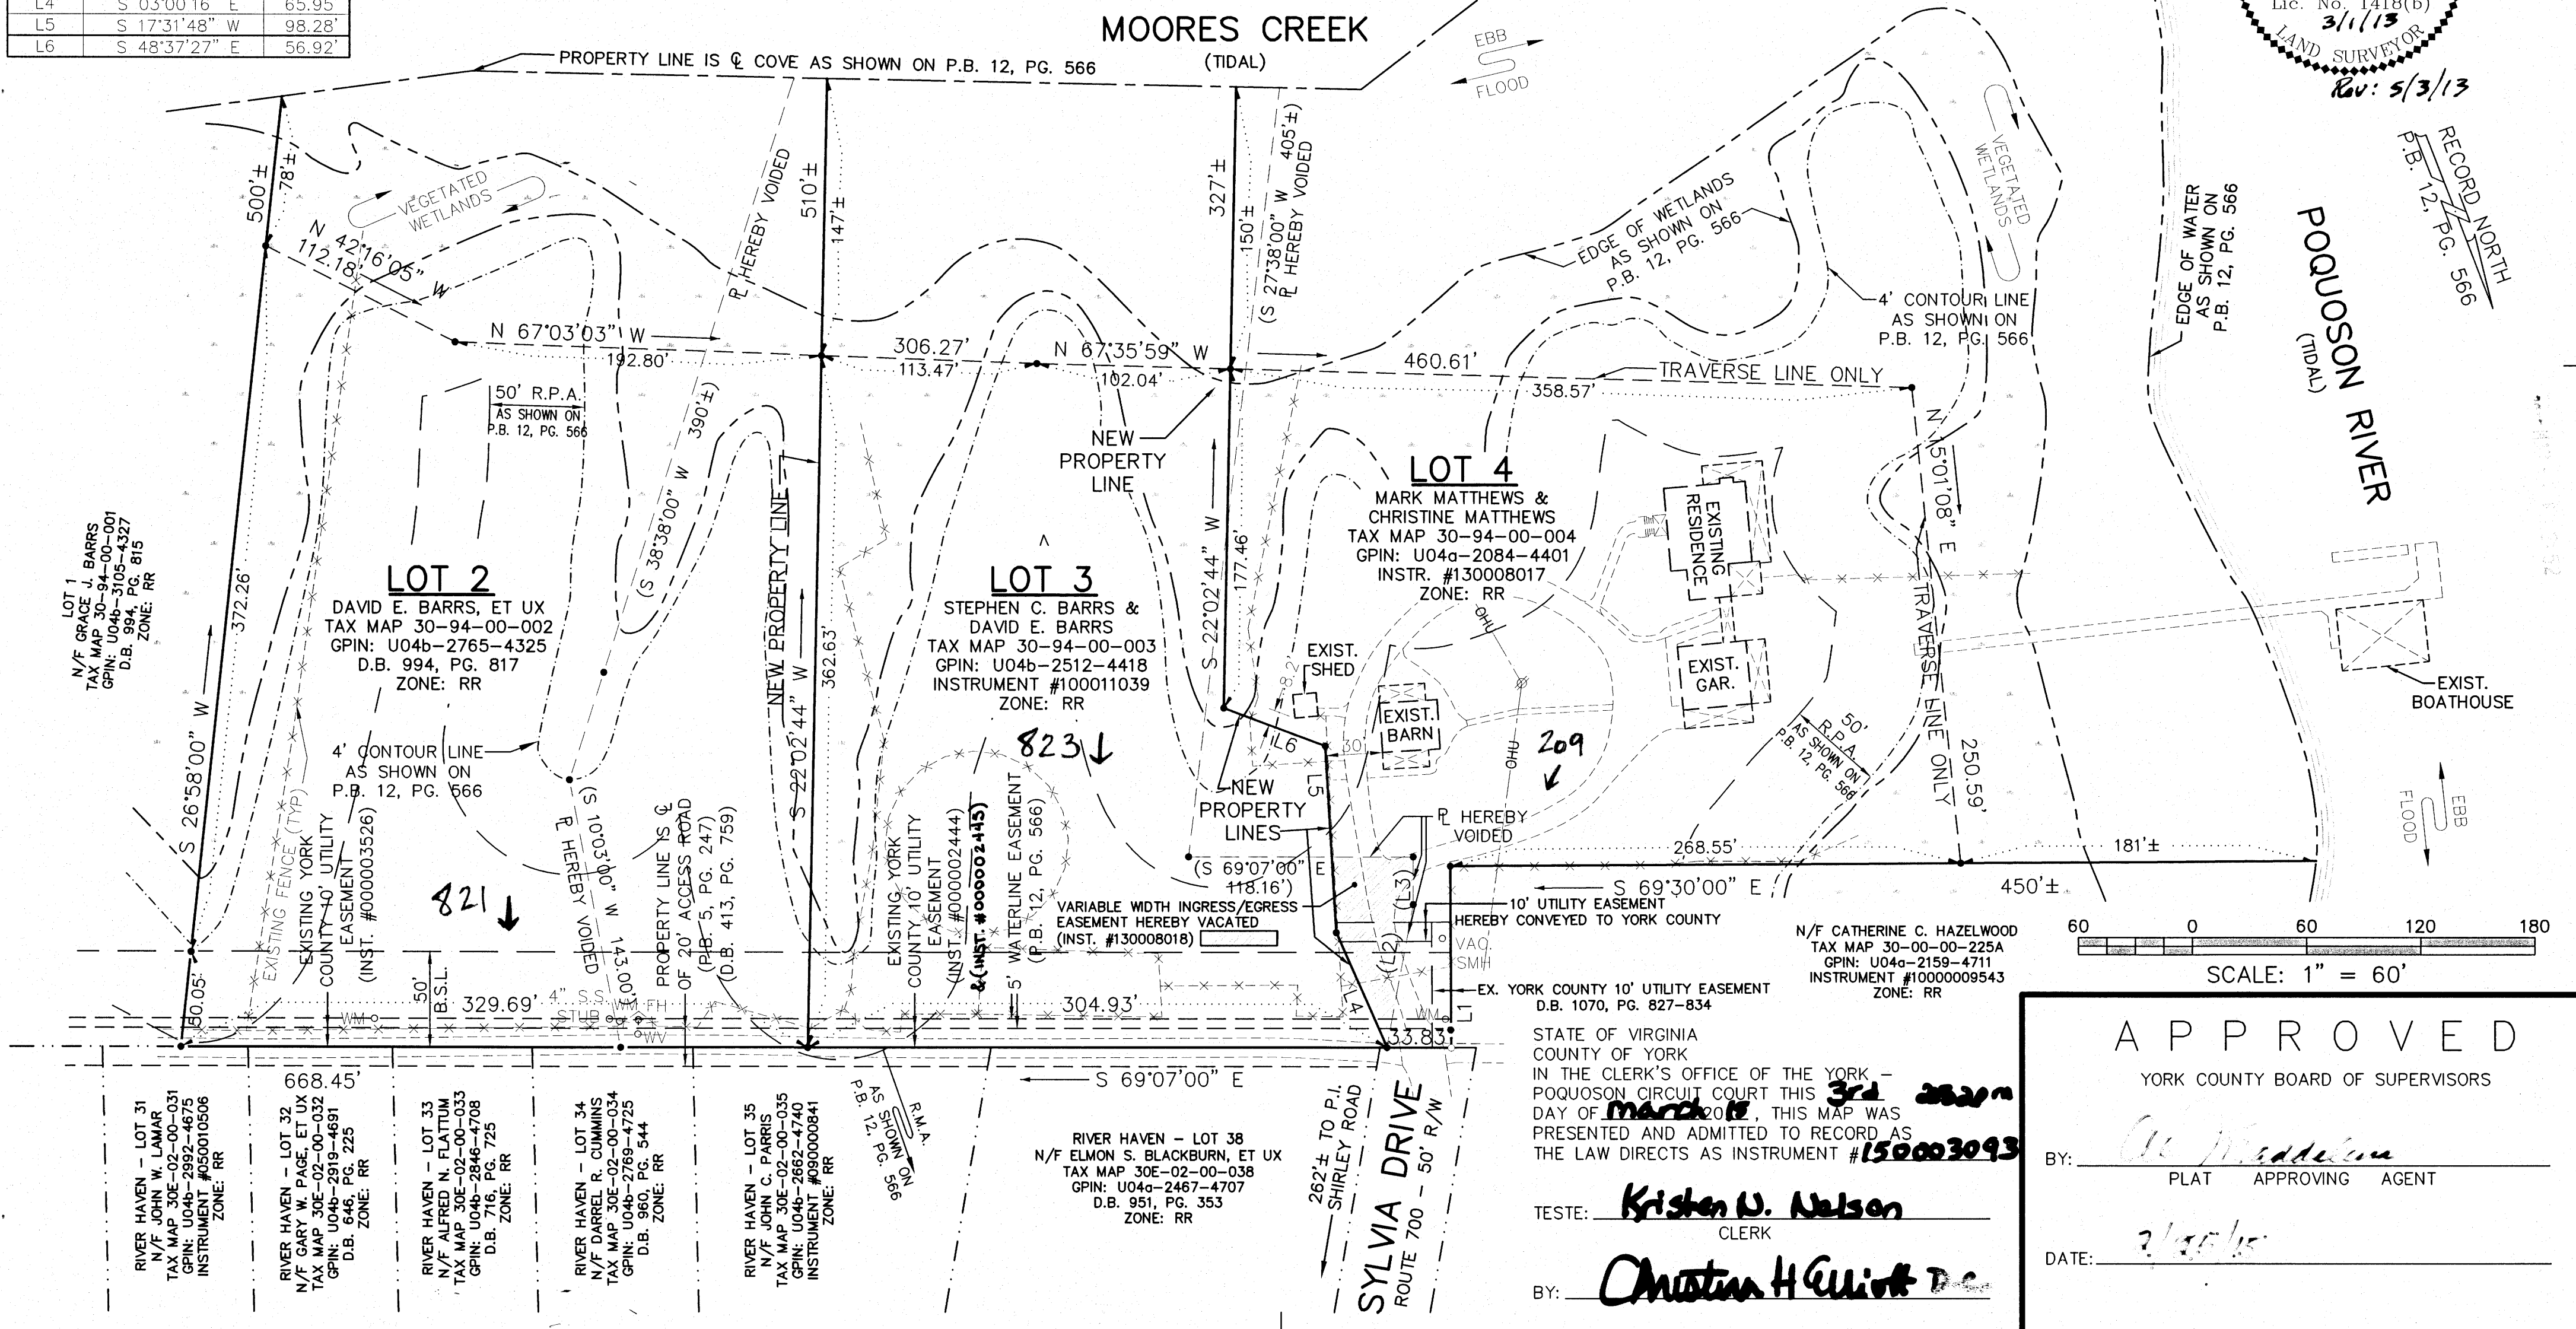 L4 S 03°00'16" E 65.95'
L5 S 17°31'48" W 98.28'
L6 S 48°37'27" E 56.92'
MOORES CREEK
(TIDAL)
PROPERTY LINE IS ℄ COVE AS SHOWN ON P.B. 12, PG. 566
EBB
FLOOD
Lic. No. 1418(b)
3/1/13
LAND SURVEYOR
Rev: 5/3/13
RECORD NORTH
P.B. 12, PG. 566
POQUOSON RIVER
(TIDAL)
EDGE OF WATER
AS SHOWN ON
P.B. 12, PG. 566
VEGETATED
WETLANDS
VEGETATED
WETLANDS
EDGE OF WETLANDS
AS SHOWN ON
P.B. 12, PG. 566
4' CONTOUR LINE
AS SHOWN ON
P.B. 12, PG. 566
500'±
78'±
N 42°16'05" W
112.18'
N 67°03'03" W
192.80'
℄ HEREBY VOIDED
510'±
147'±
306.27'
113.47'
N 67°35'59" W
102.04'
327'±
150'±
(S 27°38'00" W 405'±)
HEREBY VOIDED
460.61'
358.57'
TRAVERSE LINE ONLY
N 15°01'08" E
TRAVERSE LINE ONLY
250.59'
50' R.P.A.
AS SHOWN ON
P.B. 12, PG. 566
(S 38°38'00" W 390'±)
NEW
PROPERTY
LINE
LOT 1
N/F GRACE J. BARRS
TAX MAP 30-94-00-001
GPIN: U04b-3105-4327
D.B. 994, PG. 815
ZONE: RR
S 26°58'00" W
372.26'
50.05'
LOT 2
DAVID E. BARRS, ET UX
TAX MAP 30-94-00-002
GPIN: U04b-2765-4325
D.B. 994, PG. 817
ZONE: RR
4' CONTOUR LINE
AS SHOWN ON
P.B. 12, PG. 566
821
NEW PROPERTY LINE
S 22°02'44" W
362.63'
LOT 3
STEPHEN C. BARRS &
DAVID E. BARRS
TAX MAP 30-94-00-003
GPIN: U04b-2512-4418
INSTRUMENT #100011039
ZONE: RR
823
S 22°02'44" W
177.46'
LOT 4
MARK MATTHEWS &
CHRISTINE MATTHEWS
TAX MAP 30-94-00-004
GPIN: U04a-2084-4401
INSTR. #130008017
ZONE: RR
209
EXISTING
RESIDENCE
EXIST.
GAR.
EXIST.
SHED
EXIST.
BARN
OHU
OHU
30'
L6
L5
EXIST.
BOATHOUSE
50'
R.P.A.
AS SHOWN ON
P.B. 12, PG. 566
EBB
FLOOD
NEW
PROPERTY
LINES
HEREBY
VOIDED
(S 69°07'00" E
118.16')
(L3)
(L2)
L4
L1
268.55'
181'±
S 69°30'00" E
450'±
EXISTING FENCE (TYP)
EXISTING YORK
COUNTY 10' UTILITY
EASEMENT
(INST. #000003526)
(S 10°03'00" W 143.00')
HEREBY VOIDED
PROPERTY LINE IS ℄
OF 20' ACCESS ROAD
(P.B. 5, PG. 247)
(D.B. 413, PG. 759)
EXISTING YORK
COUNTY 10' UTILITY
EASEMENT
(INST. #000002444)
&(INST. #000002445)
5' WATERLINE EASEMENT
(P.B. 12, PG. 566)
VARIABLE WIDTH INGRESS/EGRESS
EASEMENT HEREBY VACATED
(INST. #130008018)
10' UTILITY EASEMENT
HEREBY CONVEYED TO YORK COUNTY
VAC.
SMH
EX. YORK COUNTY 10' UTILITY EASEMENT
D.B. 1070, PG. 827-834
N/F CATHERINE C. HAZELWOOD
TAX MAP 30-00-00-225A
GPIN: U04a-2159-4711
INSTRUMENT #10000009543
ZONE: RR
60 0 60 120 180
SCALE: 1" = 60'
50'
B.S.L.
WM
329.69'
4" S.S.
STUB
WM
FH
WV
304.93'
WM
33.83'
668.45'
S 69°07'00" E
R.M.A.
AS SHOWN ON
P.B. 12, PG. 566
RIVER HAVEN - LOT 31
N/F JOHN W. LAMAR
TAX MAP 30E-02-00-031
GPIN: U04b-2992-4675
INSTRUMENT #050010506
ZONE: RR
RIVER HAVEN - LOT 32
N/F GARY W. PAGE, ET UX
TAX MAP 30E-02-00-032
GPIN: U04b-2919-4691
D.B. 646, PG. 225
ZONE: RR
RIVER HAVEN - LOT 33
N/F ALFRED N. FLATTUM
TAX MAP 30E-02-00-033
GPIN: U04b-2846-4708
D.B. 716, PG. 725
ZONE: RR
RIVER HAVEN - LOT 34
N/F DARREL R. CUMMINS
TAX MAP 30E-02-00-034
GPIN: U04b-2769-4725
D.B. 960, PG. 544
ZONE: RR
RIVER HAVEN - LOT 35
N/F JOHN C. PARRIS
TAX MAP 30E-02-00-035
GPIN: U04b-2662-4740
INSTRUMENT #090000841
ZONE: RR
RIVER HAVEN - LOT 38
N/F ELMON S. BLACKBURN, ET UX
TAX MAP 30E-02-00-038
GPIN: U04a-2467-4707
D.B. 951, PG. 353
ZONE: RR
262'± TO P.I.
SHIRLEY ROAD
SYLVIA DRIVE
ROUTE 700 - 50' R/W
STATE OF VIRGINIA
COUNTY OF YORK
IN THE CLERK'S OFFICE OF THE YORK -
POQUOSON CIRCUIT COURT THIS 3rd
DAY OF March 2015, THIS MAP WAS
PRESENTED AND ADMITTED TO RECORD AS
THE LAW DIRECTS AS INSTRUMENT #150003093
TESTE: Kristen N. Nelson
CLERK
BY: Christina H Elliott D.C.
APPROVED
YORK COUNTY BOARD OF SUPERVISORS
BY: Maddalena
PLAT APPROVING AGENT
DATE: